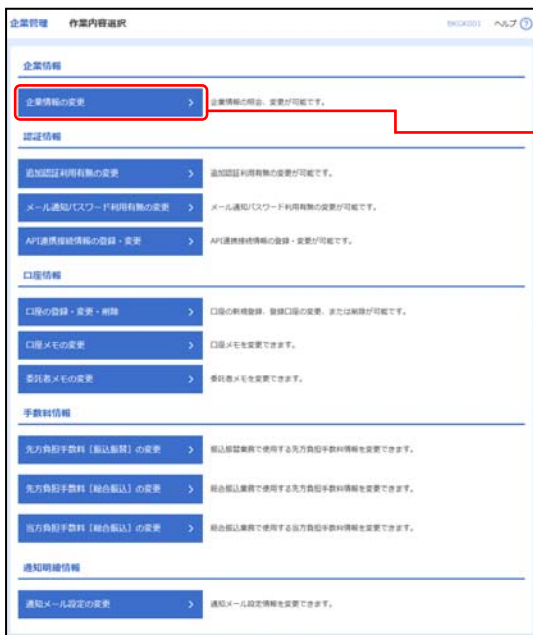 企業管理 作業内容選択 BKGK001 ヘルプ ?
企業情報
企業情報の変更 企業情報の照会、変更が可能です。
認証情報
追加認証利用有無の変更 追加認証利用有無の変更が可能です。
メール通知パスワード利用有無の変更 メール通知パスワード利用有無の変更が可能です。
API連携接続情報の登録・変更 API連携接続情報の登録・変更が可能です。
口座情報
口座の登録・変更・削除 口座の新規登録、登録口座の変更、または削除が可能です。
口座メモの変更 口座メモを変更できます。
委託者メモの変更 委託者メモを変更できます。
手数料情報
先方負担手数料［振込振替］の変更 振込振替業務で使用する先方負担手数料情報を変更できます。
先方負担手数料［総合振込］の変更 総合振込業務で使用する先方負担手数料情報を変更できます。
当方負担手数料［総合振込］の変更 総合振込業務で使用する当方負担手数料情報を変更できます。
通知明細情報
通知メール設定の変更 通知メール設定情報を変更できます。